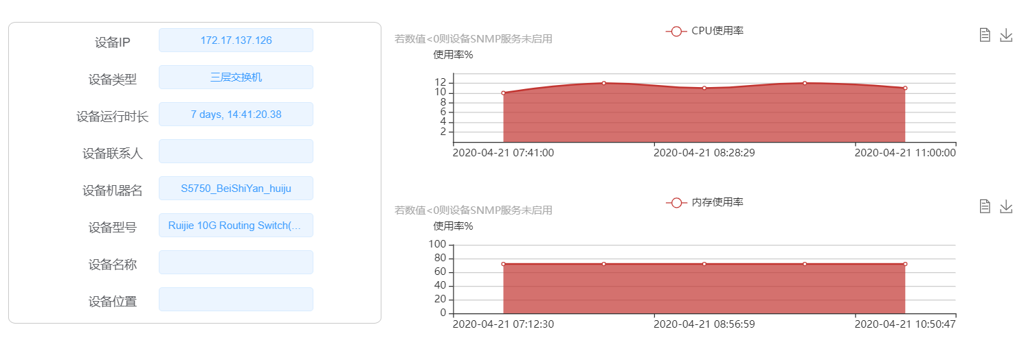 设备IP
172.17.137.126
设备类型
三层交换机
设备运行时长
7 days, 14:41:20.38
设备联系人
设备机器名
S5750_BeiShiYan_huiju
设备型号
Ruijie 10G Routing Switch(...
设备名称
设备位置
若数值<0则设备SNMP服务未启用
CPU使用率
使用率%
12
10
8
6
4
2
2020-04-21 07:41:00
2020-04-21 08:28:29
2020-04-21 11:00:00
若数值<0则设备SNMP服务未启用
内存使用率
使用率%
100
80
60
40
20
0
2020-04-21 07:12:30
2020-04-21 08:56:59
2020-04-21 10:50:47